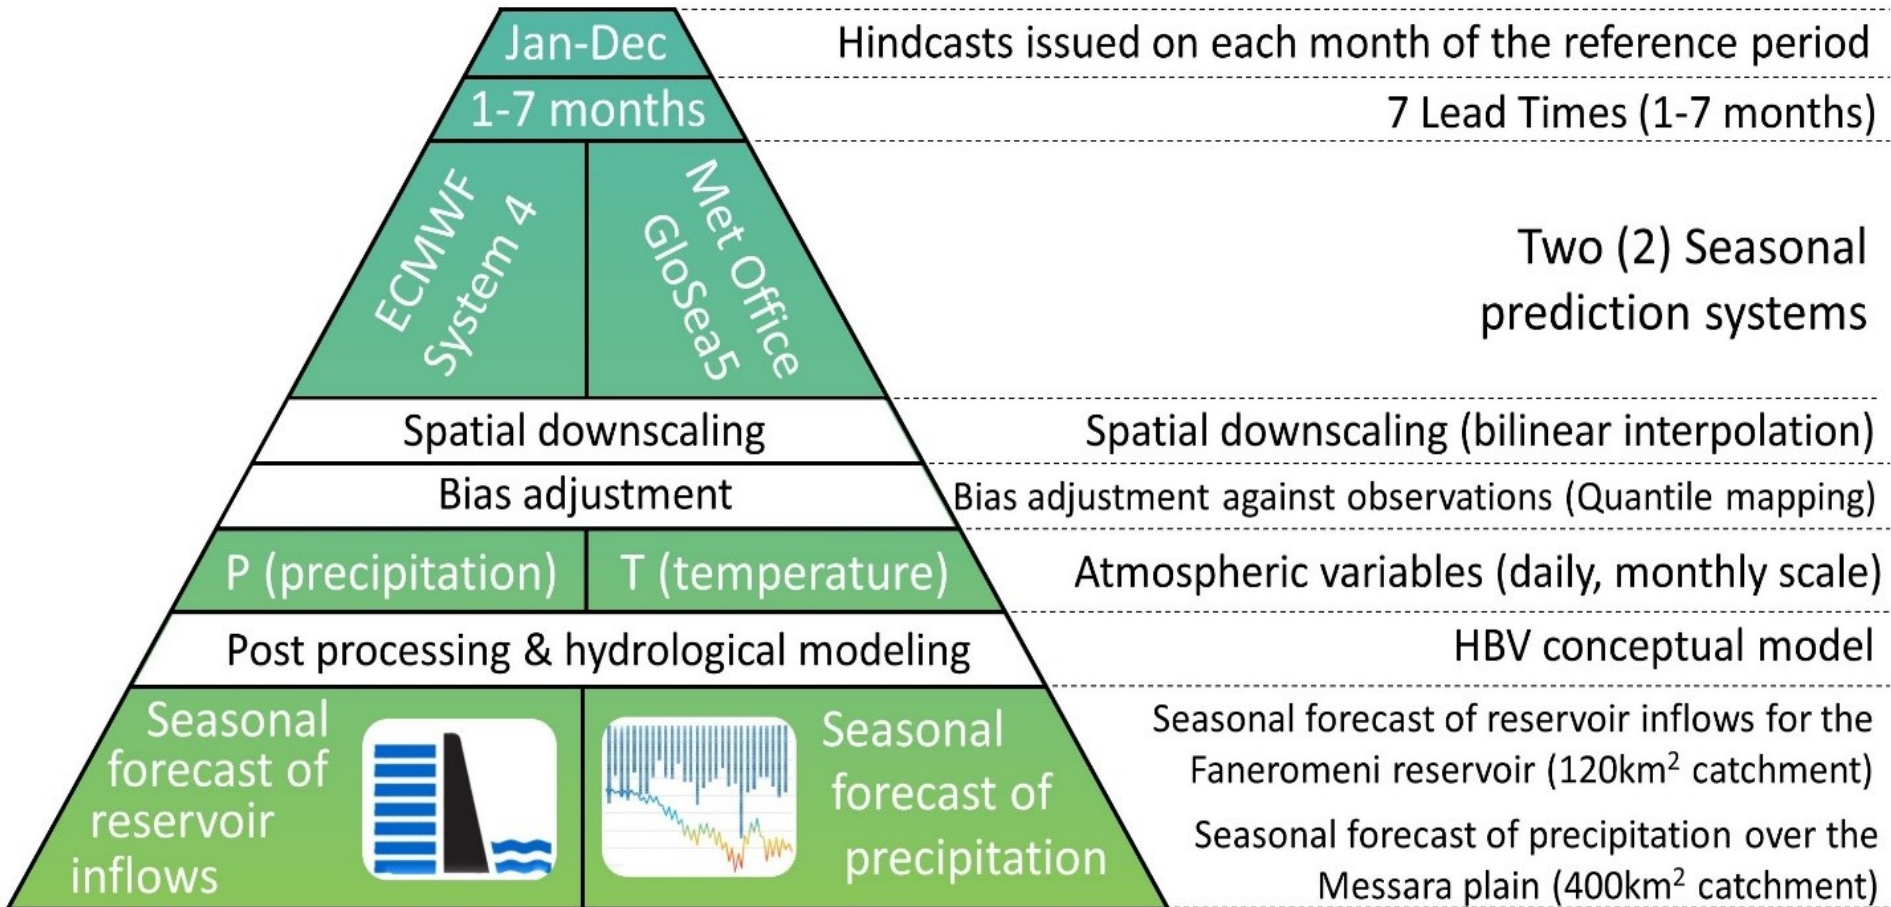 Jan-Dec
Hindcasts issued on each month of the reference period
1-7 months
7 Lead Times (1-7 months)
ECMWF
System 4
Met Office
GloSea5
Two (2) Seasonal
prediction systems
Spatial downscaling
Spatial downscaling (bilinear interpolation)
Bias adjustment
Bias adjustment against observations (Quantile mapping)
P (precipitation)
T (temperature)
Atmospheric variables (daily, monthly scale)
Post processing & hydrological modeling
HBV conceptual model
Seasonal
forecast of
reservoir
inflows
Seasonal
forecast of
precipitation
Seasonal forecast of reservoir inflows for the
Faneromeni reservoir (120km² catchment)
Seasonal forecast of precipitation over the
Messara plain (400km² catchment)